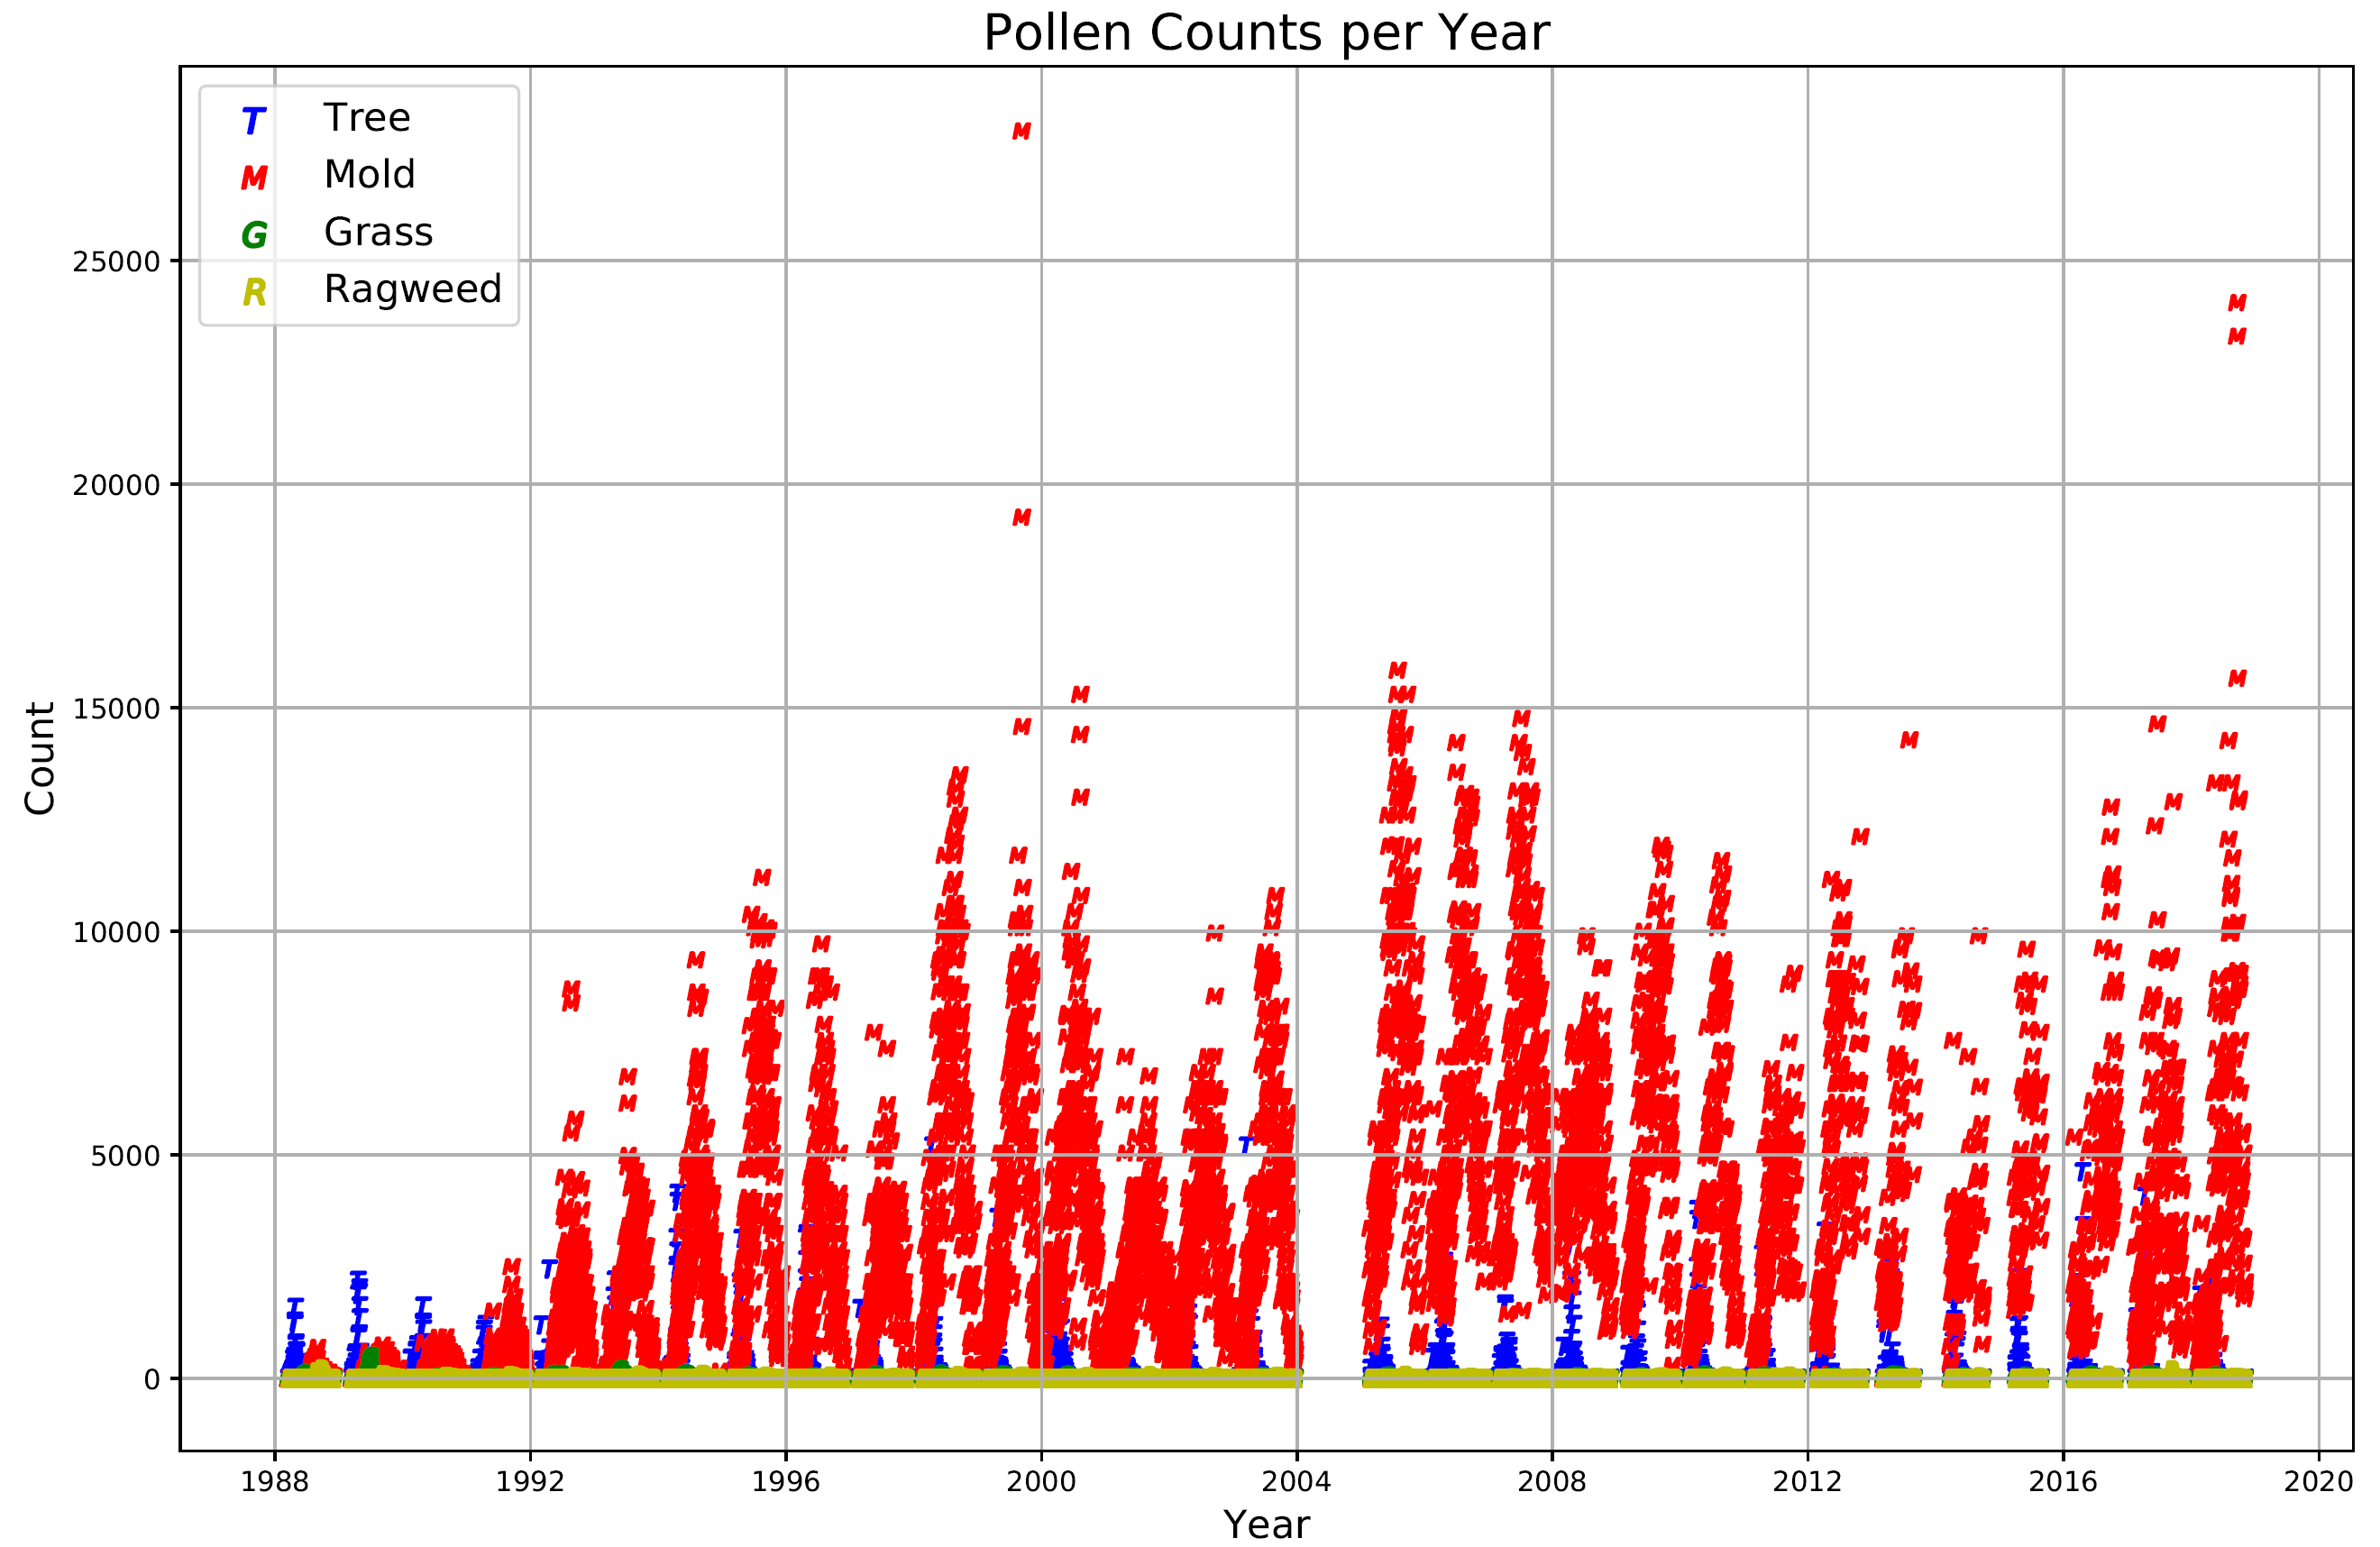 Pollen Counts per Year
T Tree
M Mold
G Grass
R Ragweed
25000
20000
15000
10000
5000
0
Count
1988 1992 1996 2000 2004 2008 2012 2016 2020
Year